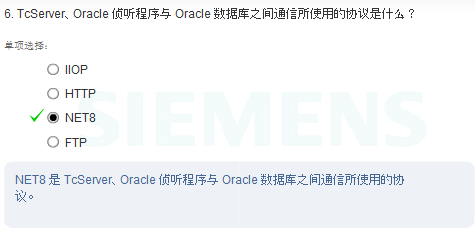 6. TcServer、Oracle 侦听程序与 Oracle 数据库之间通信所使用的协议是什么？
单项选择：
IIOP
HTTP
NET8
FTP
SIEMENS
NET8 是 TcServer、Oracle 侦听程序与 Oracle 数据库之间通信所使用的协
议。